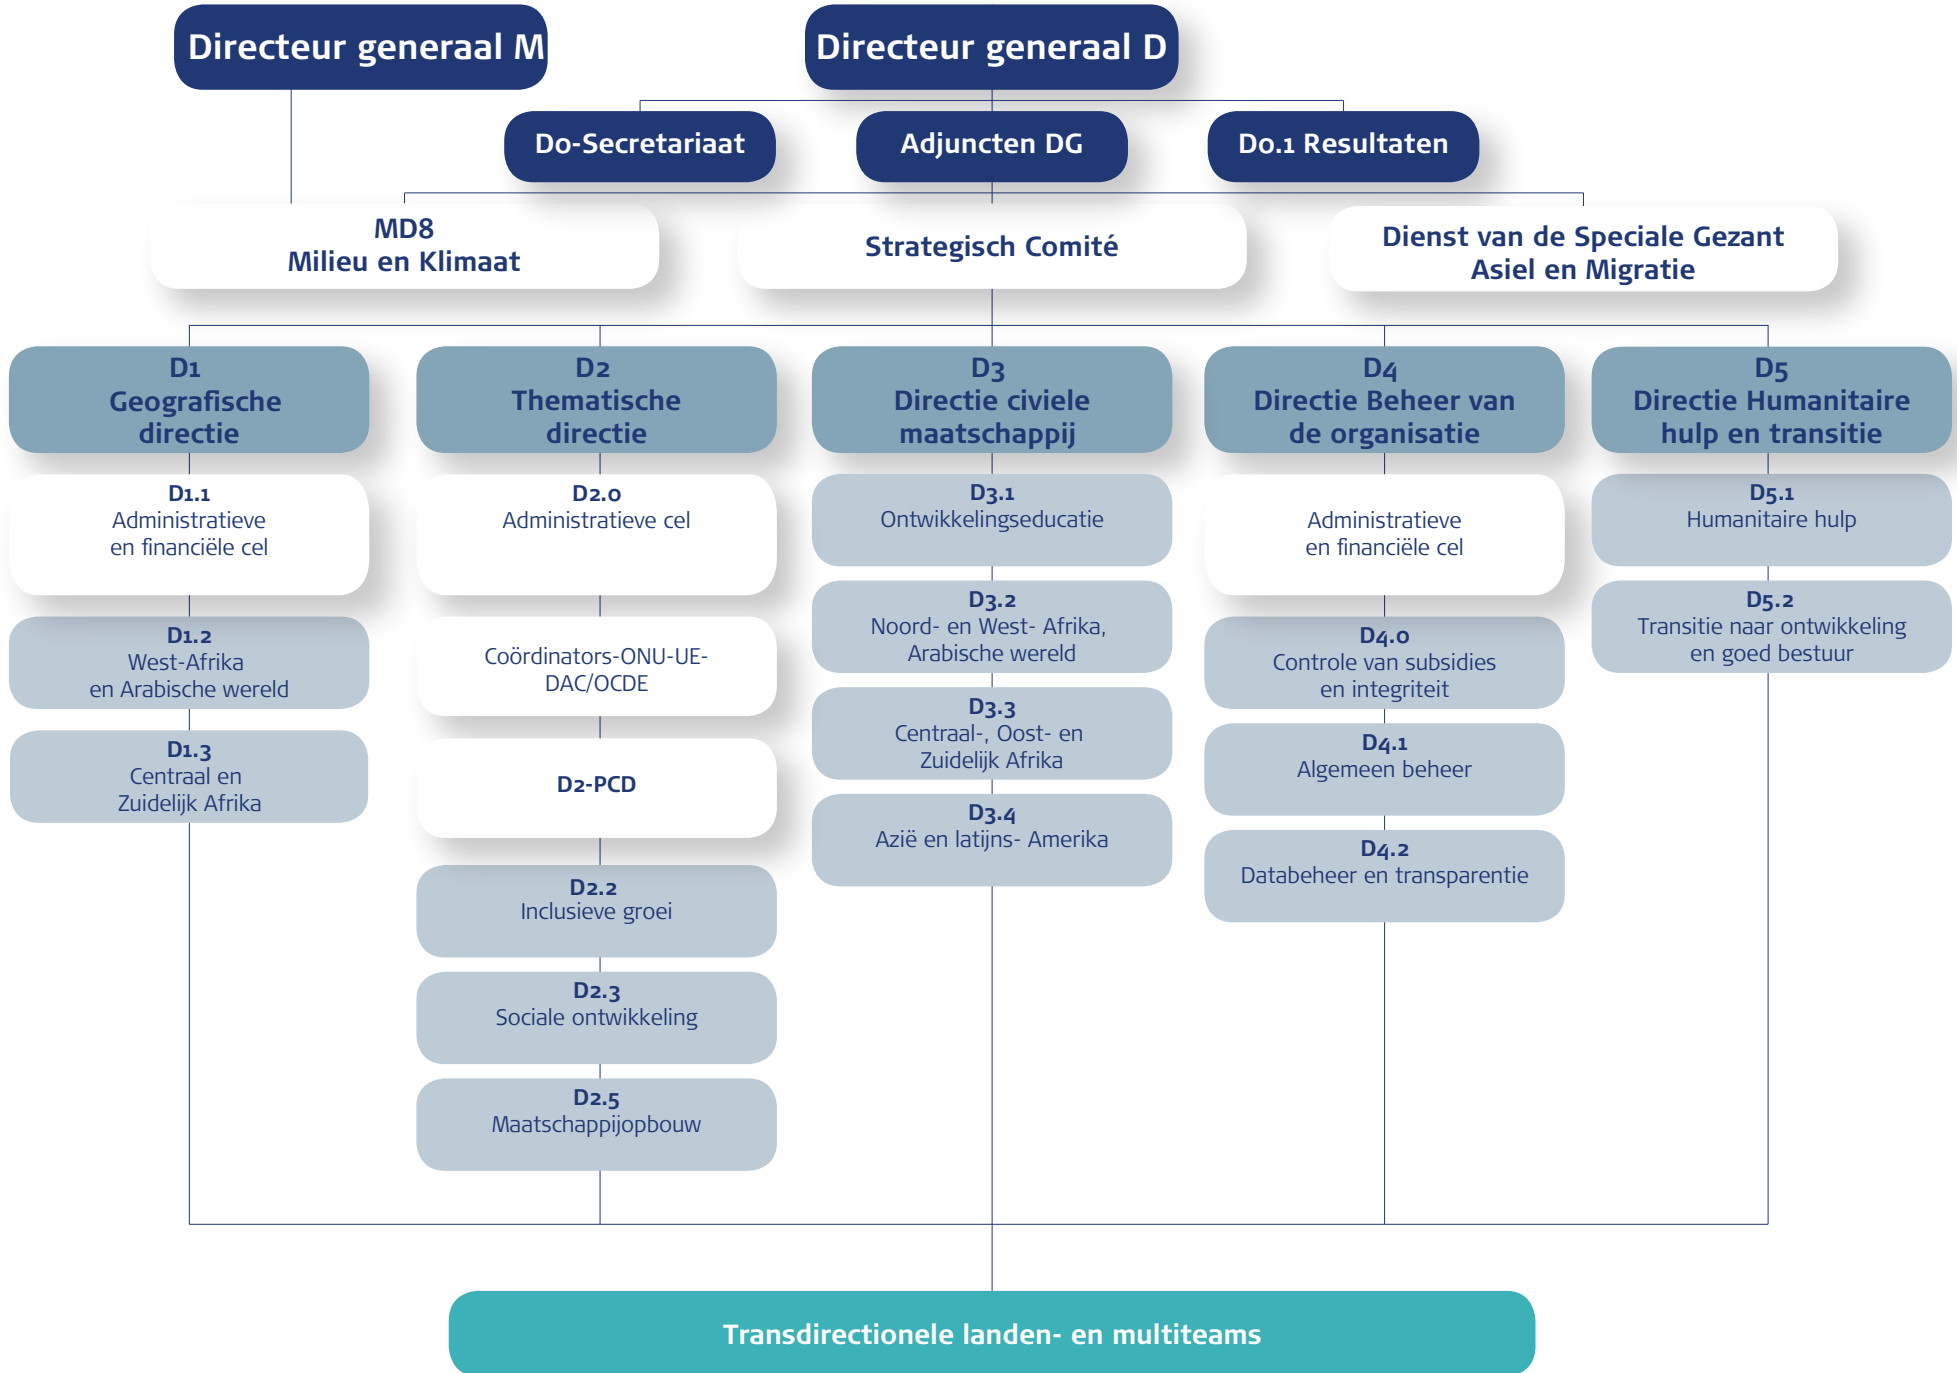 Directeur generaal M
Directeur generaal D
Do-Secretariaat
Adjuncten DG
Do.1 Resultaten
MD8
Milieu en Klimaat
Strategisch Comité
Dienst van de Speciale Gezant
Asiel en Migratie
D1
Geografische
directie
D2
Thematische
directie
D3
Directie civiele
maatschappij
D4
Directie Beheer van
de organisatie
D5
Directie Humanitaire
hulp en transitie
D1.1
Administratieve
en financiële cel
D1.2
West-Afrika
en Arabische wereld
D1.3
Centraal en
Zuidelijk Afrika
D2.0
Administratieve cel
Coördinators-ONU-UE-
DAC/OCDE
D2-PCD
D2.2
Inclusieve groei
D2.3
Sociale ontwikkeling
D2.5
Maatschappijopbouw
D3.1
Ontwikkelingseducatie
D3.2
Noord- en West- Afrika,
Arabische wereld
D3.3
Centraal-, Oost- en
Zuidelijk Afrika
D3.4
Azië en latijns- Amerika
Administratieve
en financiële cel
D4.0
Controle van subsidies
en integriteit
D4.1
Algemeen beheer
D4.2
Databeheer en transparentie
D5.1
Humanitaire hulp
D5.2
Transitie naar ontwikkeling
en goed bestuur
Transdirectionele landen- en multiteams